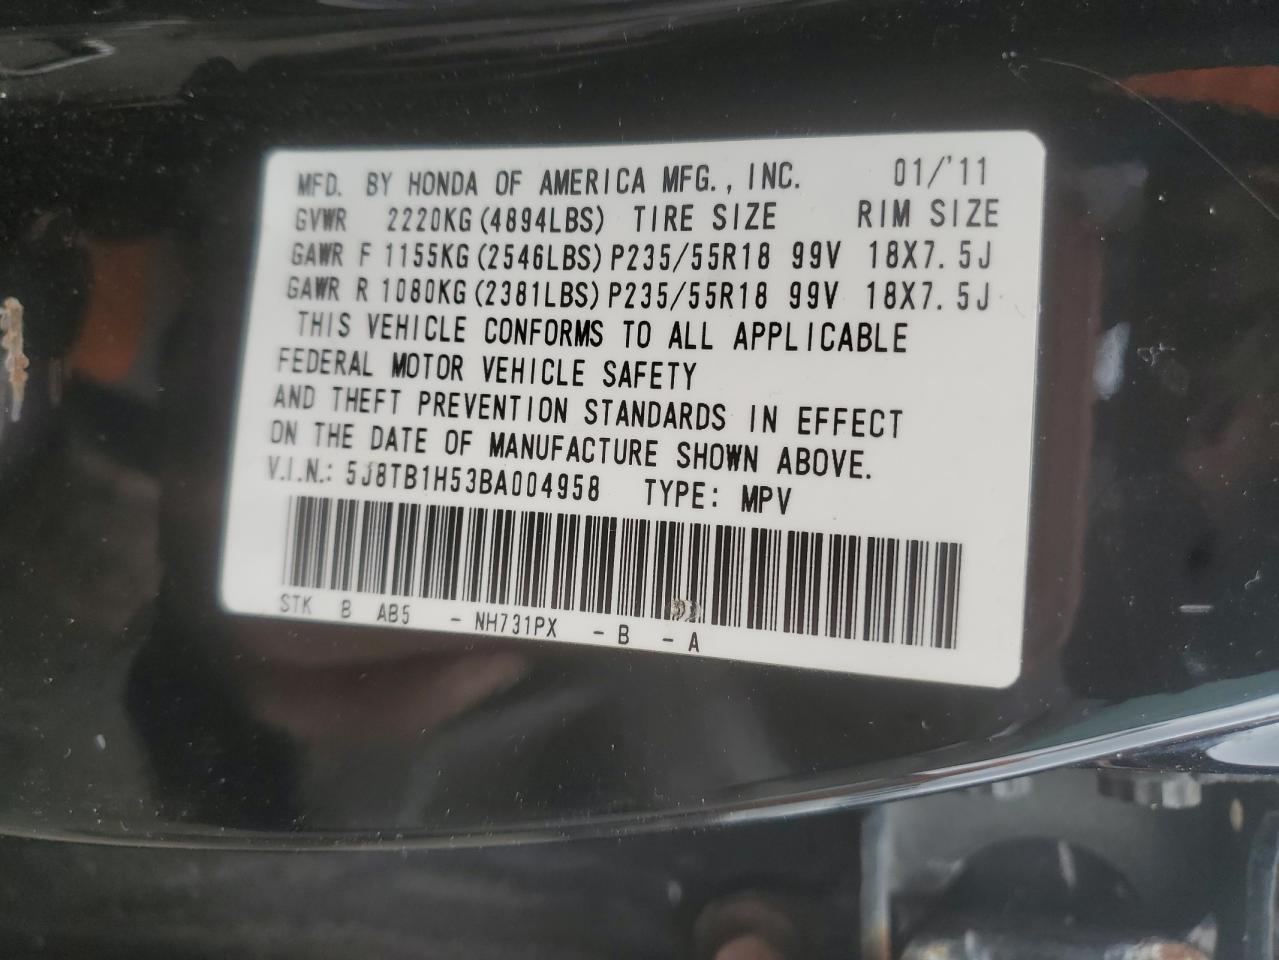 MFD. BY HONDA OF AMERICA MFG., INC. 01/'11
GVWR 2220KG (4894LBS) TIRE SIZE RIM SIZE
GAWR F 1155KG (2546LBS) P235/55R18 99V 18X7.5J
GAWR R 1080KG (2381LBS) P235/55R18 99V 18X7.5J
THIS VEHICLE CONFORMS TO ALL APPLICABLE
FEDERAL MOTOR VEHICLE SAFETY
AND THEFT PREVENTION STANDARDS IN EFFECT
ON THE DATE OF MANUFACTURE SHOWN ABOVE.
V.I.N.: 5J8TB1H53BA004958 TYPE: MPV
STK B AB5 - NH731PX - B - A